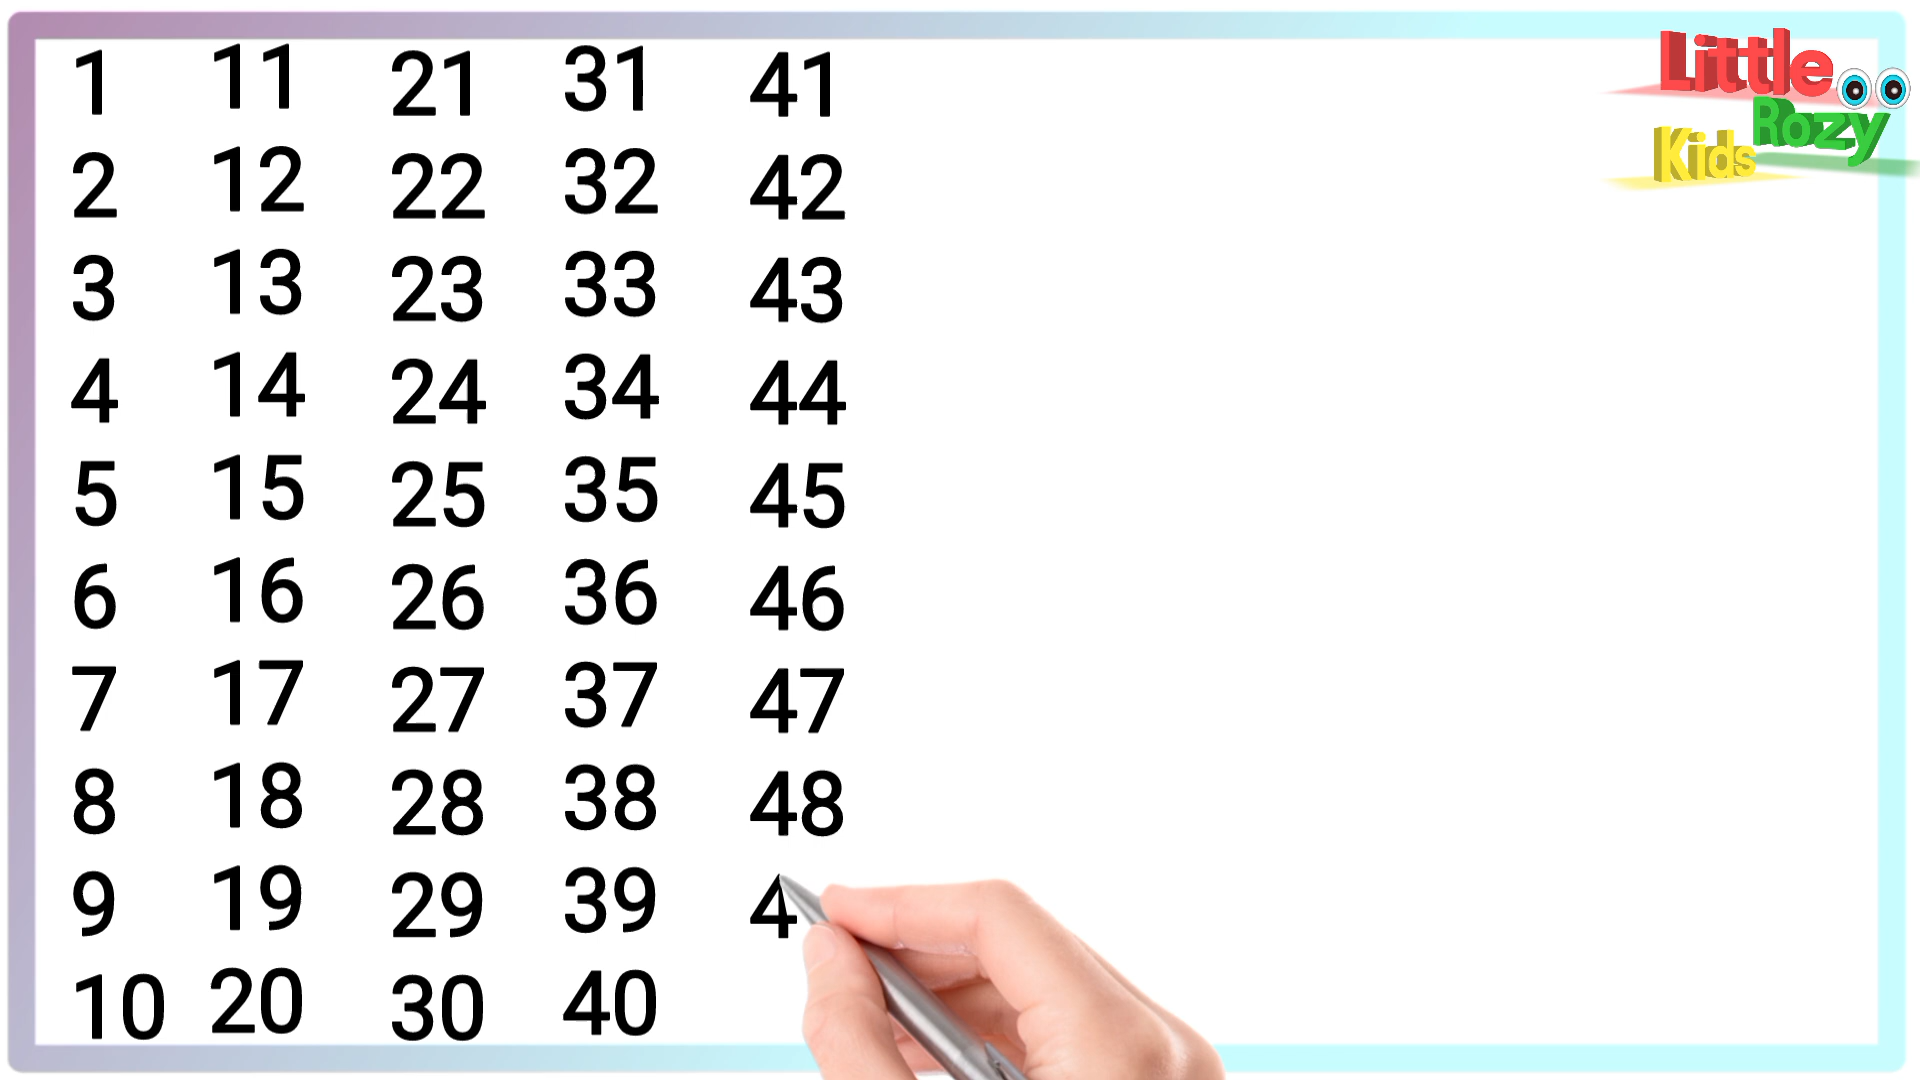 1 11 21 31 41
2 12 22 32 42
3 13 23 33 43
4 14 24 34 44
5 15 25 35 45
6 16 26 36 46
7 17 27 37 47
8 18 28 38 48
9 19 29 39 4
10 20 30 40
Little
Rozy
Kids